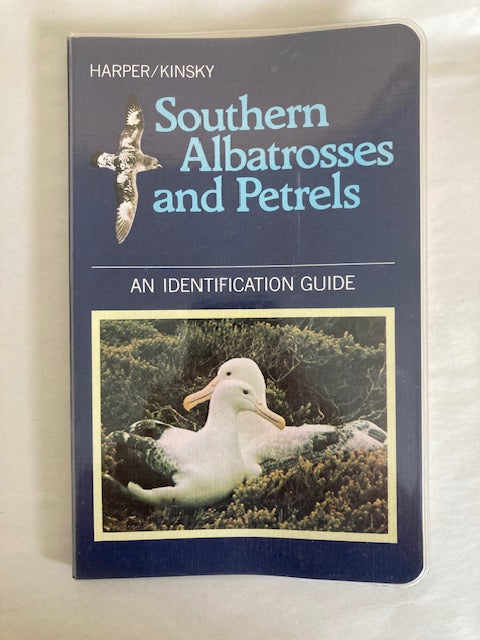 HARPER/KINSKY
Southern
Albatrosses
and Petrels
AN IDENTIFICATION GUIDE